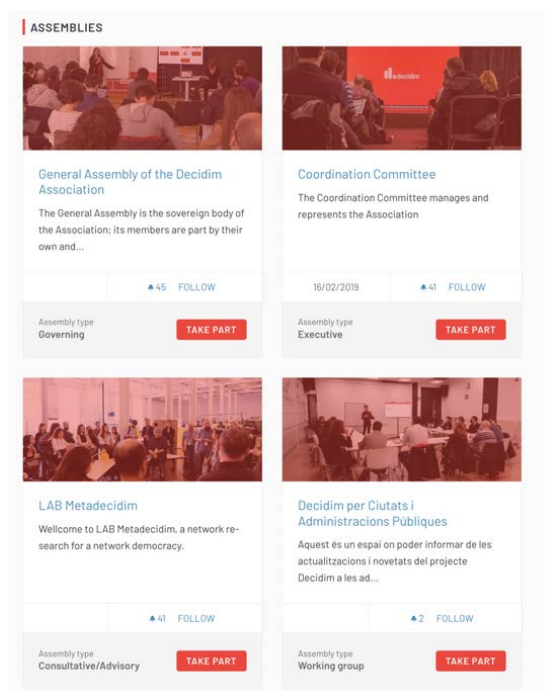 ASSEMBLIES
decidim
General Assembly of the Decidim
Association
The General Assembly is the sovereign body of
the Association; its members are part by their
own and...
45 FOLLOW
Assembly type
Governing
TAKE PART
Coordination Committee
The Coordination Committee manages and
represents the Association
16/02/2019
41 FOLLOW
Assembly type
Executive
TAKE PART
LAB Metadecidim
Wellcome to LAB Metadecidim, a network re-
search for a network democracy.
41 FOLLOW
Assembly type
Consultative/Advisory
TAKE PART
Decidim per Ciutats i
Administracions Públiques
Aquest és un espai on poder informar de les
actualitzacions i novetats del projecte
Decidim a les ad...
2 FOLLOW
Assembly type
Working group
TAKE PART